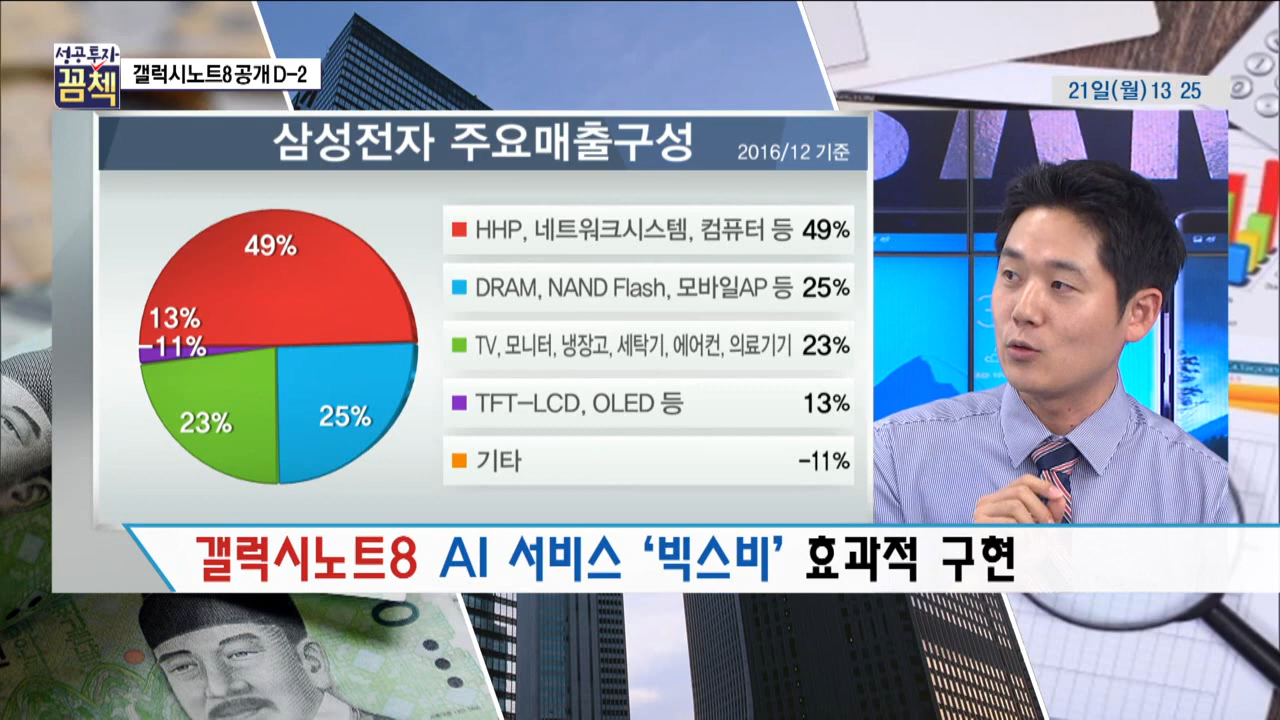 성공투자
꼼첵
갤럭시노트8 공개 D-2
21일(월) 13 25
삼성전자 주요매출구성
2016/12 기준
49%
13%
-11%
23%
25%
HHP, 네트워크시스템, 컴퓨터 등 49%
DRAM, NAND Flash, 모바일AP 등 25%
TV, 모니터, 냉장고, 세탁기, 에어컨, 의료기기 23%
TFT-LCD, OLED 등 13%
기타 -11%
갤럭시노트8 AI 서비스 ‘빅스비’ 효과적 구현